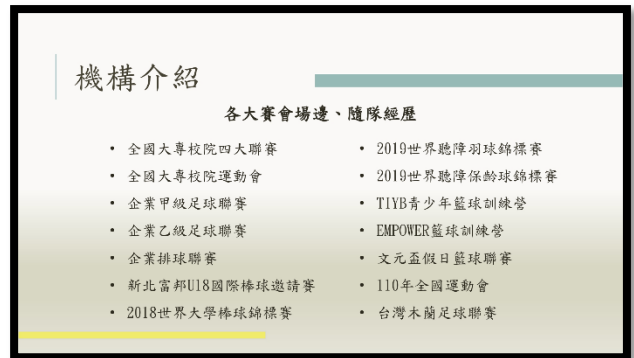 機構介紹
各大賽會場邊、隨隊經歷
• 全國大專校院四大聯賽
• 全國大專校院運動會
• 企業甲級足球聯賽
• 企業乙級足球聯賽
• 企業排球聯賽
• 新北富邦U18國際棒球邀請賽
• 2018世界大學棒球錦標賽
• 2019世界聽障羽球錦標賽
• 2019世界聽障保齡球錦標賽
• TIYB青少年籃球訓練營
• EMPOWER籃球訓練營
• 文元盃假日籃球聯賽
• 110年全國運動會
• 台灣木蘭足球聯賽